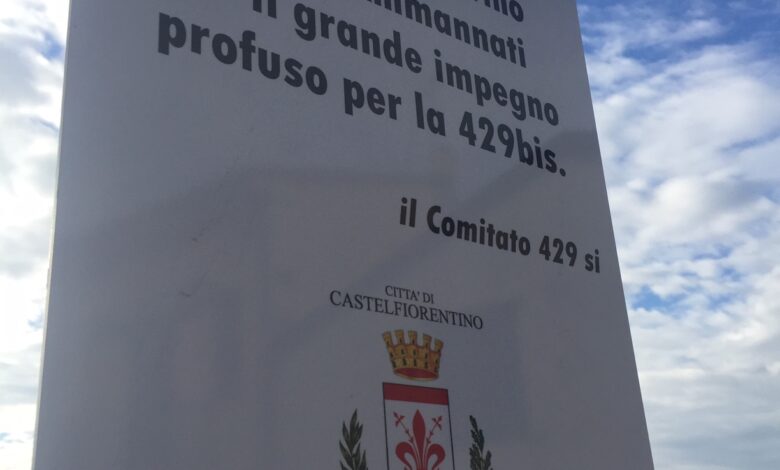 il grande impegno
profuso per la 429bis.
il Comitato 429 si
CITTA' DI
CASTELFIORENTINO